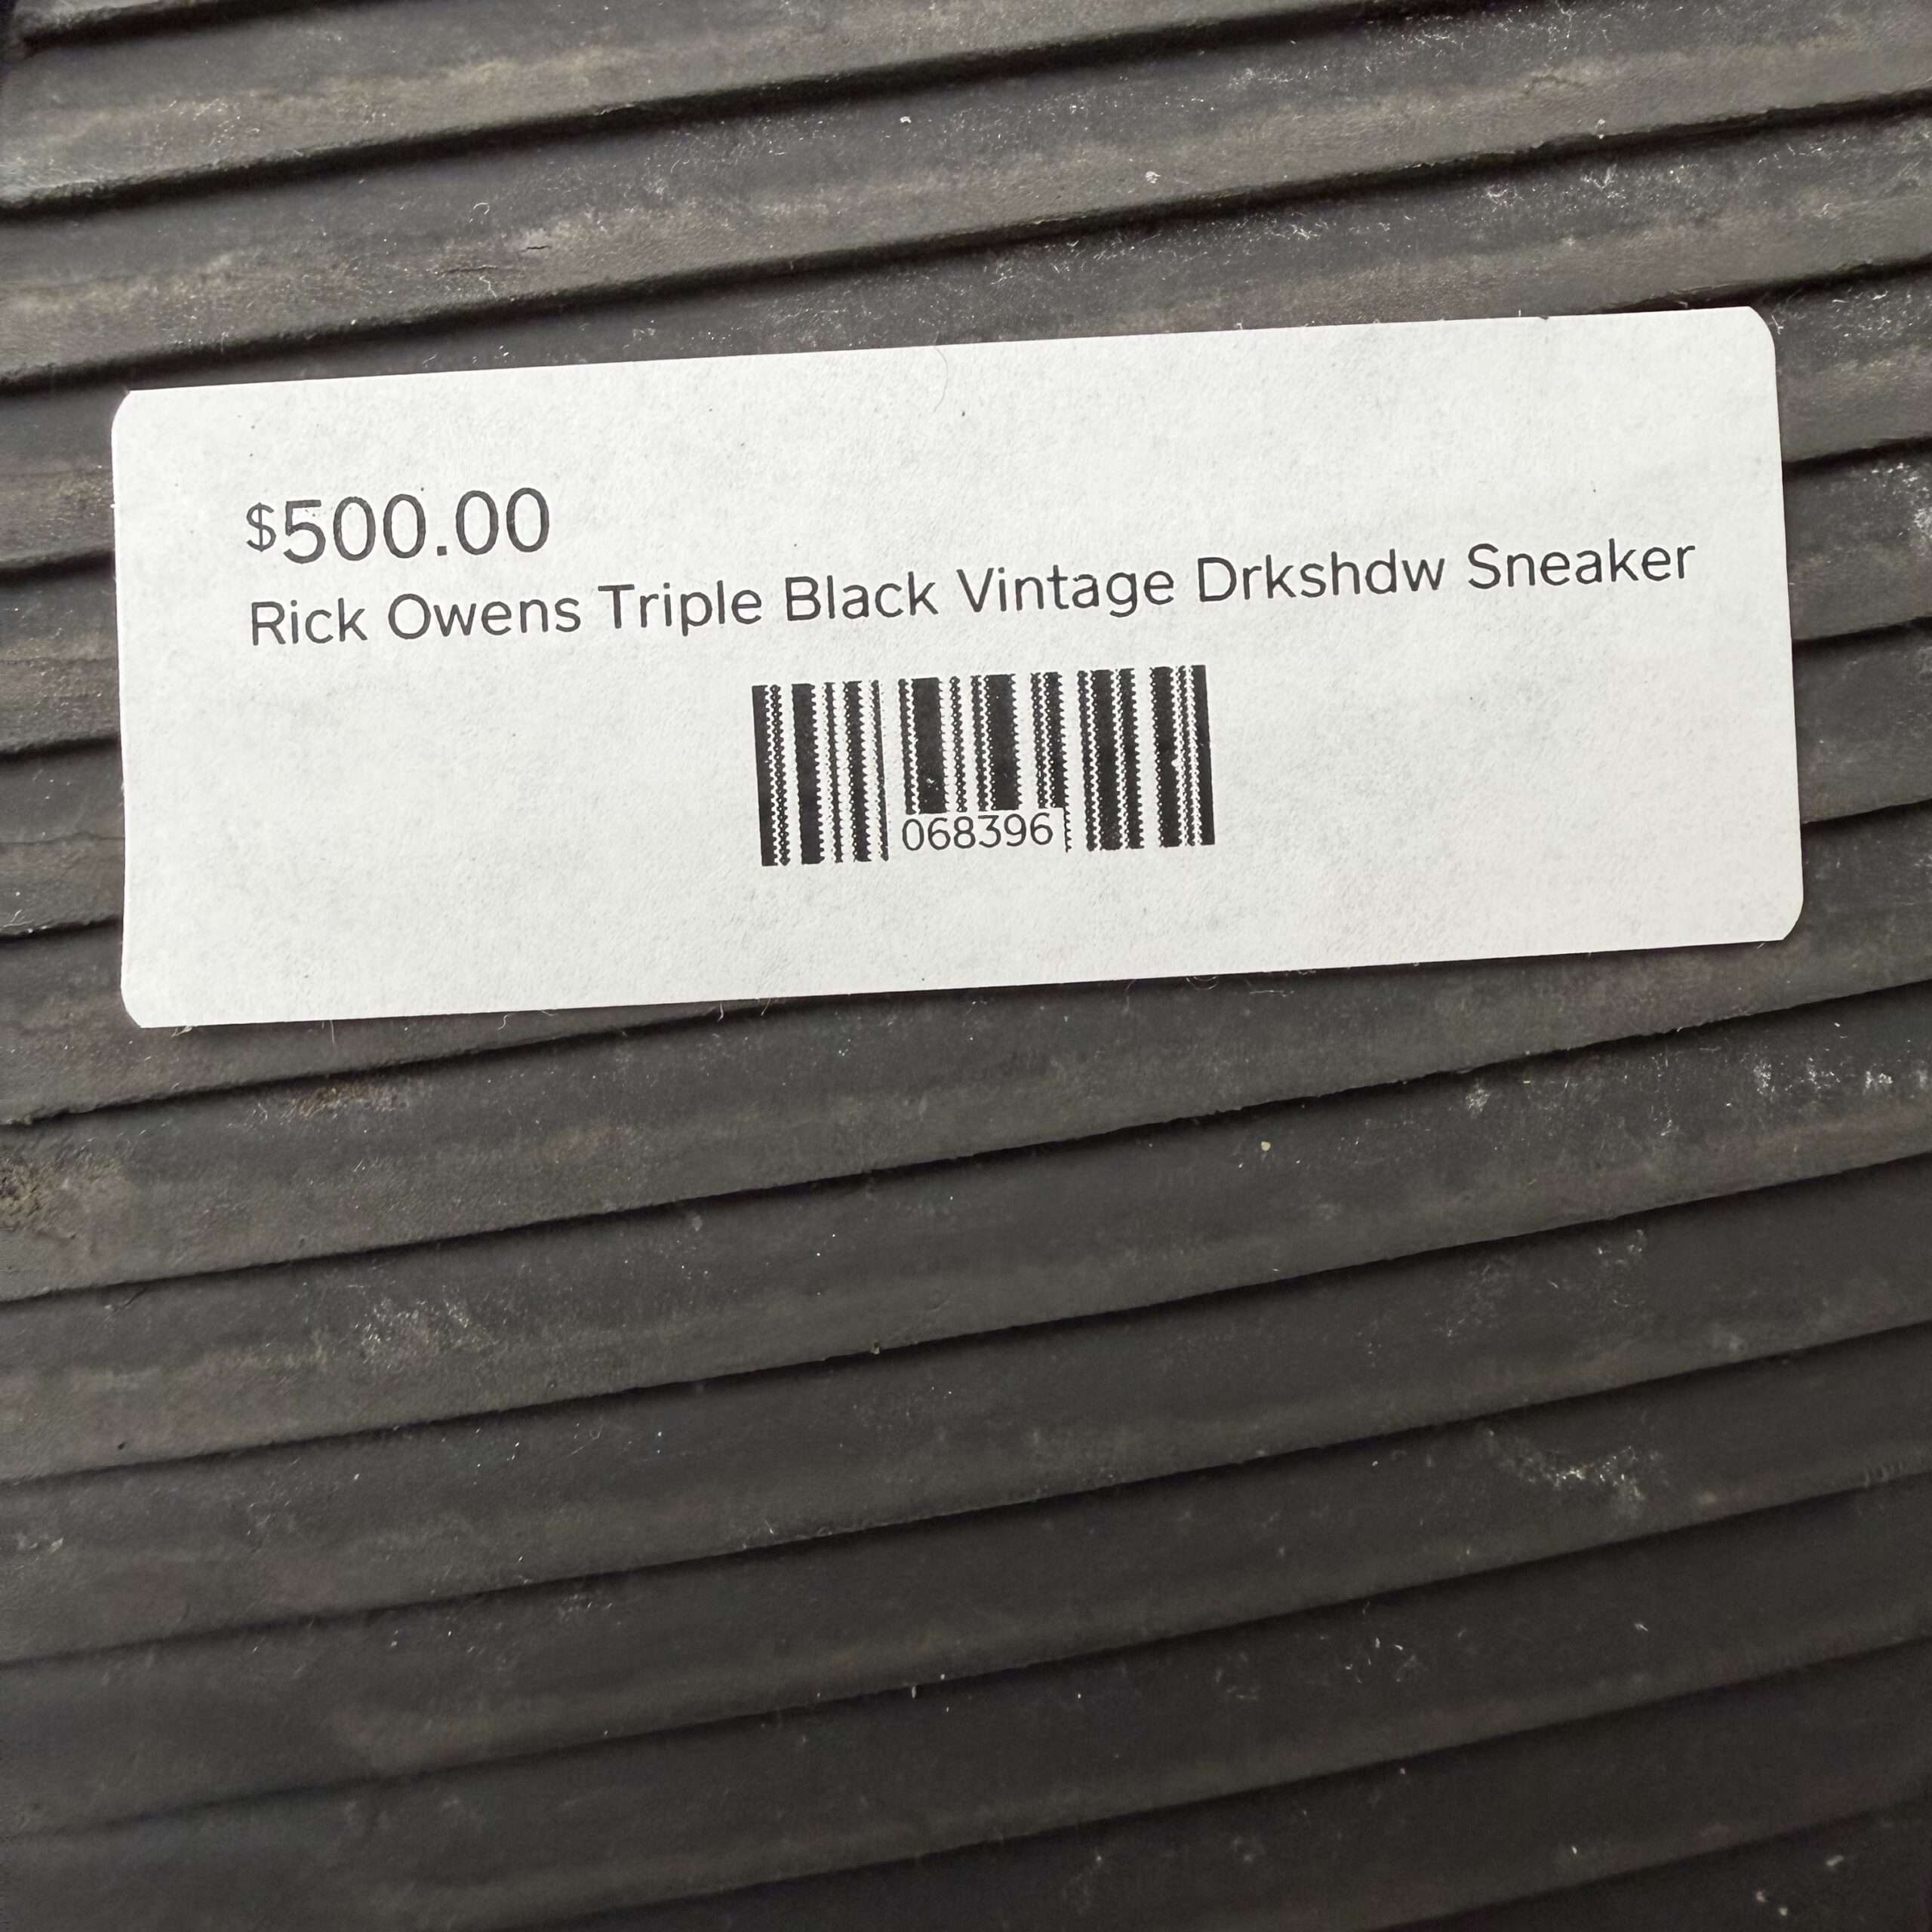 $500.00
Rick Owens Triple Black Vintage Drkshdw Sneaker
068396